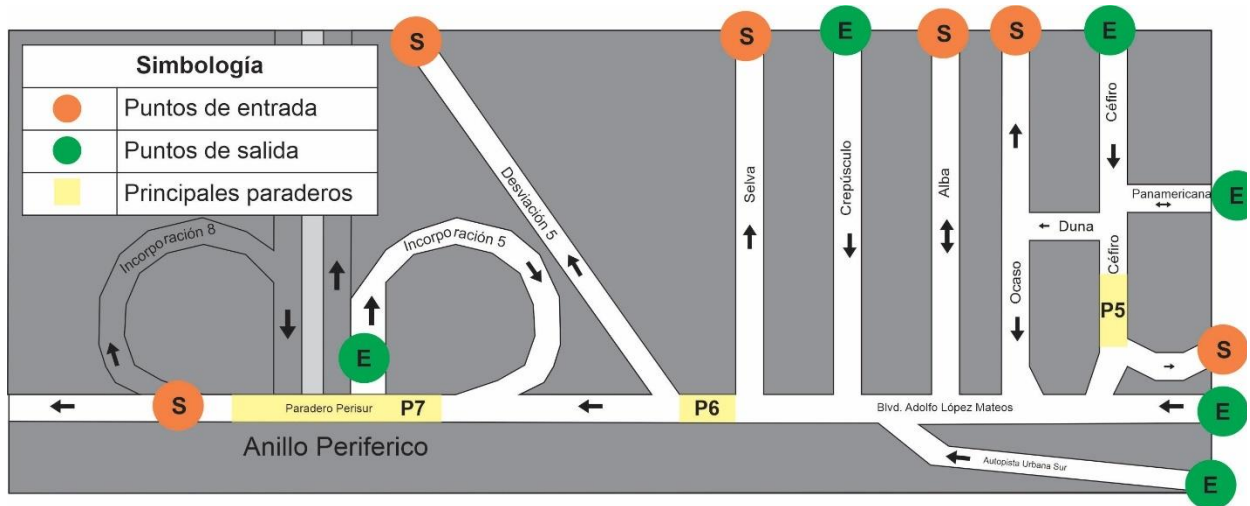 S
S
E
S
S
E
Simbología
Puntos de entrada
Puntos de salida
Principales paraderos
Desviación 5
Selva
Crepúsculo
Alba
Ocaso
Céfiro
Panamericana
E
Duna
Céfiro
P5
Incorporación 8
Incorporación 5
E
S
S
Paradero Perisur
P7
P6
Blvd. Adolfo López Mateos
E
Anillo Periferico
Autopista Urbana Sur
E